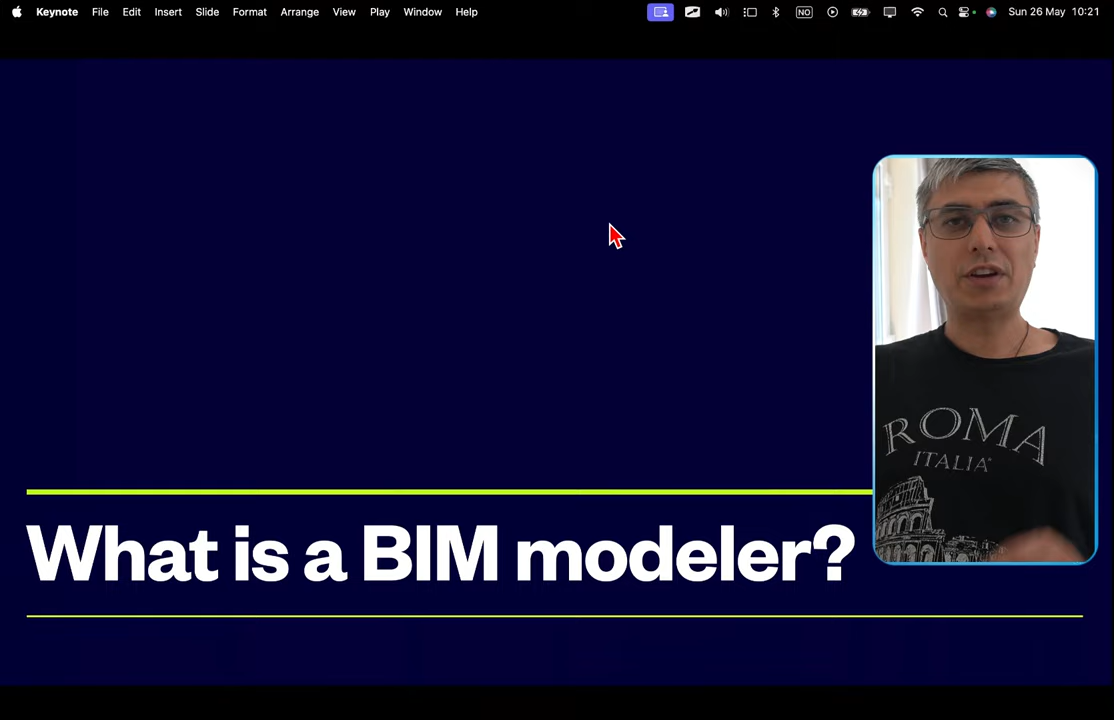 Keynote File Edit Insert Slide Format Arrange View Play Window Help NO Sun 26 May 10:21
ROMA
ITALIA
What is a BIM modeler?